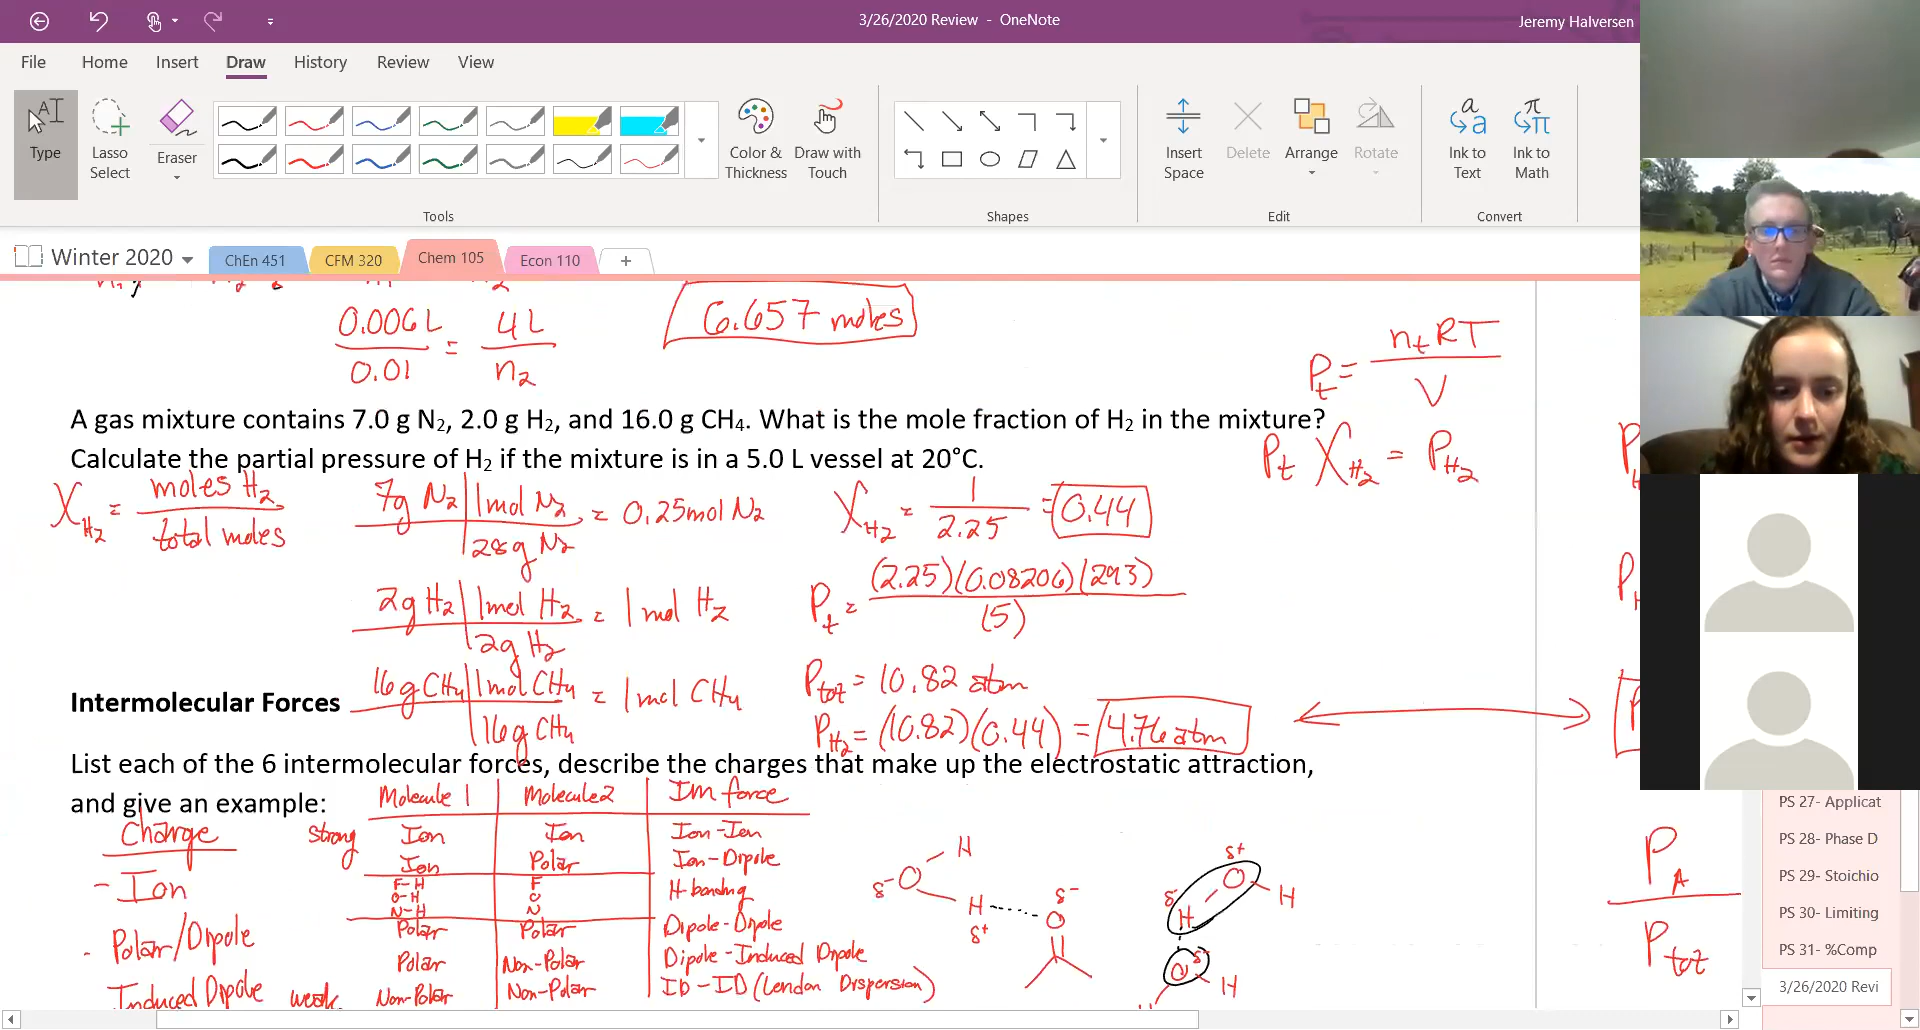 3/26/2020 Review - OneNote
Jeremy Halversen
File Home Insert Draw History Review View
Type
Lasso Select
Eraser
Color & Thickness
Draw with Touch
Insert Space
Delete
Arrange
Rotate
Ink to Text
Ink to Math
Tools
Shapes
Edit
Convert
Winter 2020
ChEn 451
CFM 320
Chem 105
Econ 110
0.006 L / 0.01 = 4 L / n₂
6.657 moles
Pt = nt RT / V
A gas mixture contains 7.0 g N₂, 2.0 g H₂, and 16.0 g CH₄. What is the mole fraction of H₂ in the mixture?
Calculate the partial pressure of H₂ if the mixture is in a 5.0 L vessel at 20°C.
Pt XH₂ = PH₂
XH₂ = moles H₂ / total moles
7g N₂ | 1mol N₂ / 28g N₂ = 0.25mol N₂
XH₂ = 1 / 2.25 = 0.44
2g H₂ | 1mol H₂ / 2g H₂ = 1 mol H₂
Pt = (2.25)(0.08206)(293) / (5)
16g CH₄ | 1mol CH₄ / 16g CH₄ = 1mol CH₄
Ptot = 10.82 atm
PH₂ = (10.82)(0.44) = 4.76 atm
Intermolecular Forces
List each of the 6 intermolecular forces, describe the charges that make up the electrostatic attraction,
and give an example:
Charge
- Ion
- Polar/Dipole
Induced Dipole
strong
weak
Molecule 1 Molecule 2 IM force
Ion Ion Ion-Ion
Ion Polar Ion-Dipole
F-H F H-bonding
O-H O
N-H N
Polar Polar Dipole-Dipole
Polar Non-Polar Dipole-Induced Dipole
Non-Polar Non-Polar ID-ID (London Dispersion)
H
δ- O
H δ- 
δ+ O
δ+
δ- O H
H
O δ-
H
PA / Ptot
PS 27- Applicat
PS 28- Phase D
PS 29- Stoichio
PS 30- Limiting
PS 31- %Comp
3/26/2020 Revi